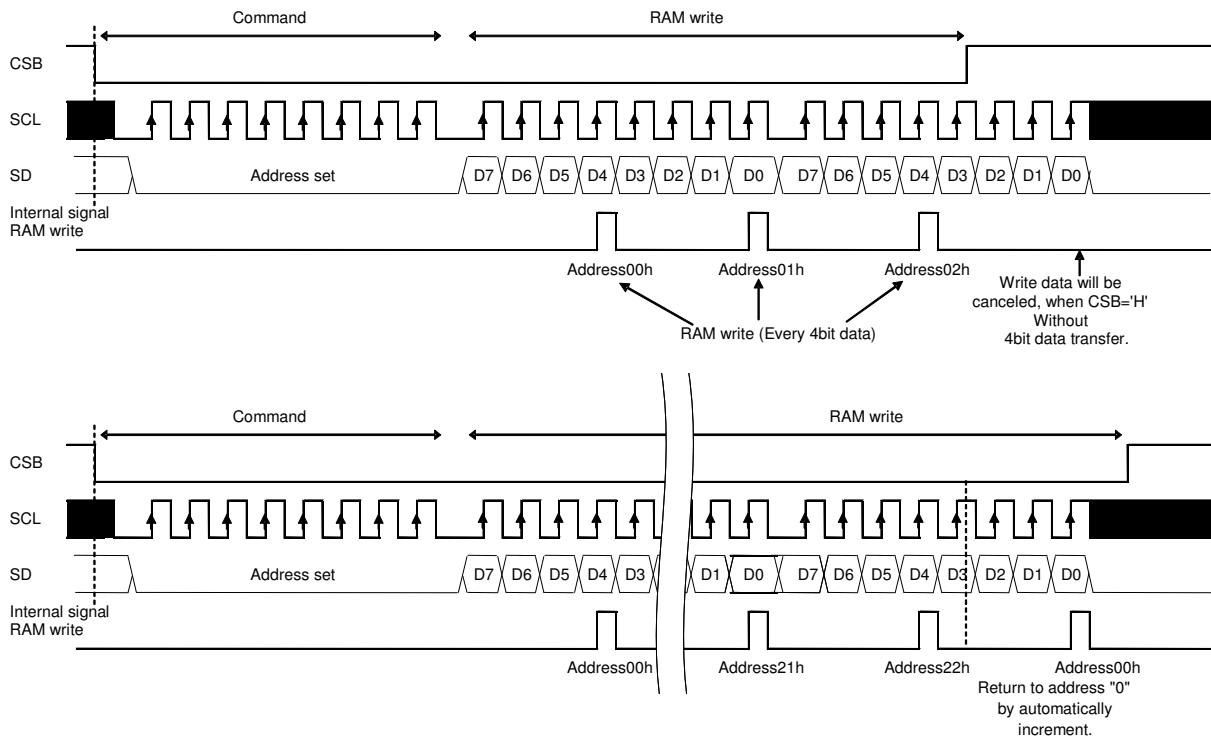 Command RAM write
CSB
SCL
SD Address set D7 D6 D5 D4 D3 D2 D1 D0 D7 D6 D5 D4 D3 D2 D1 D0
Internal signal
RAM write
Address00h Address01h Address02h
Write data will be
canceled, when CSB='H'
Without
4bit data transfer.
RAM write (Every 4bit data)
Command RAM write
CSB
SCL
SD Address set D7 D6 D5 D4 D3 D1 D0 D7 D6 D5 D4 D3 D2 D1 D0
Internal signal
RAM write
Address00h Address21h Address22h Address00h
Return to address "0"
by automatically
increment.